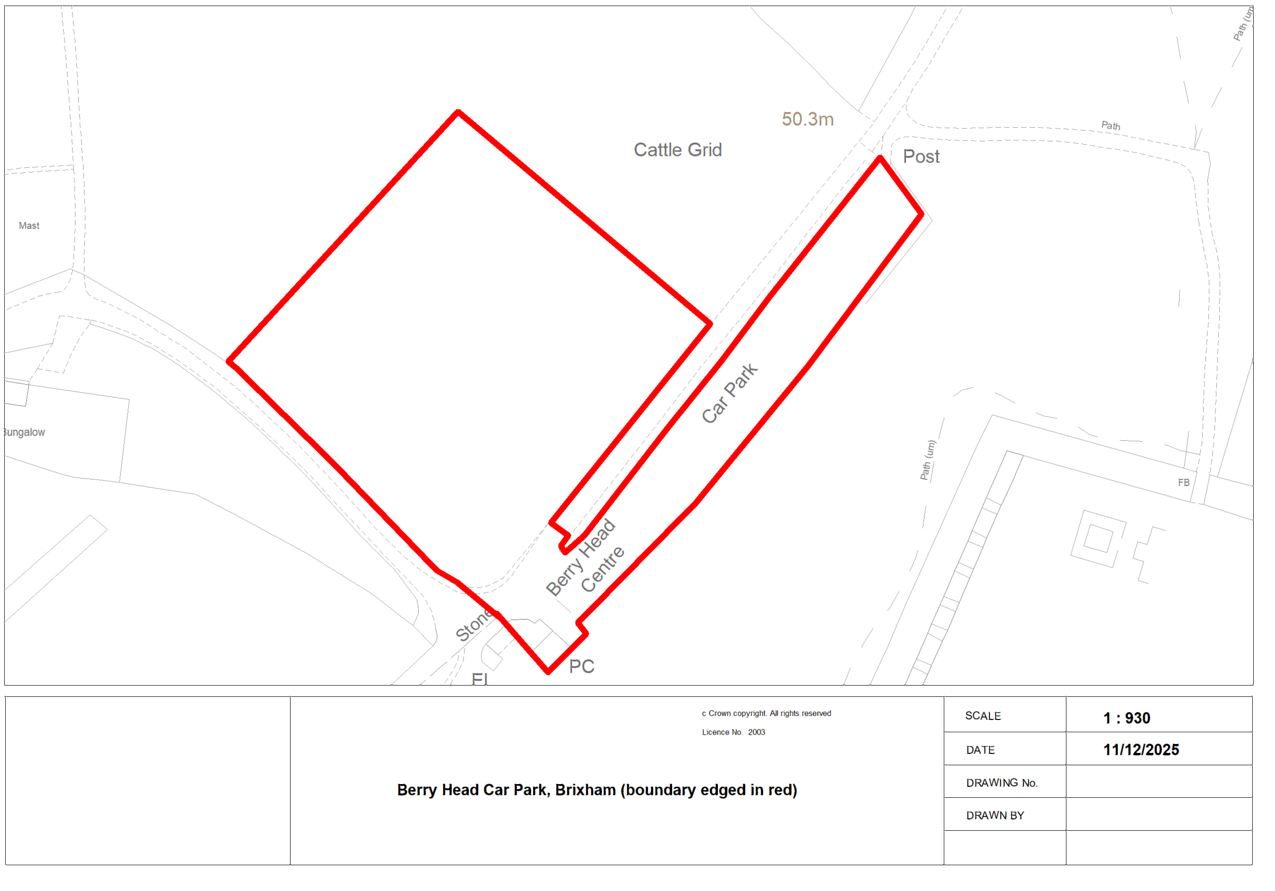 Path (um)
50.3m
Path
Cattle Grid
Post
Mast
Car Park
Bungalow
Path (um)
FB
Berry Head
Centre
Stone
PC
c Crown copyright. All rights reserved
Licence No. 2003
Berry Head Car Park, Brixham (boundary edged in red)
SCALE
1 : 930
DATE
11/12/2025
DRAWING No.
DRAWN BY